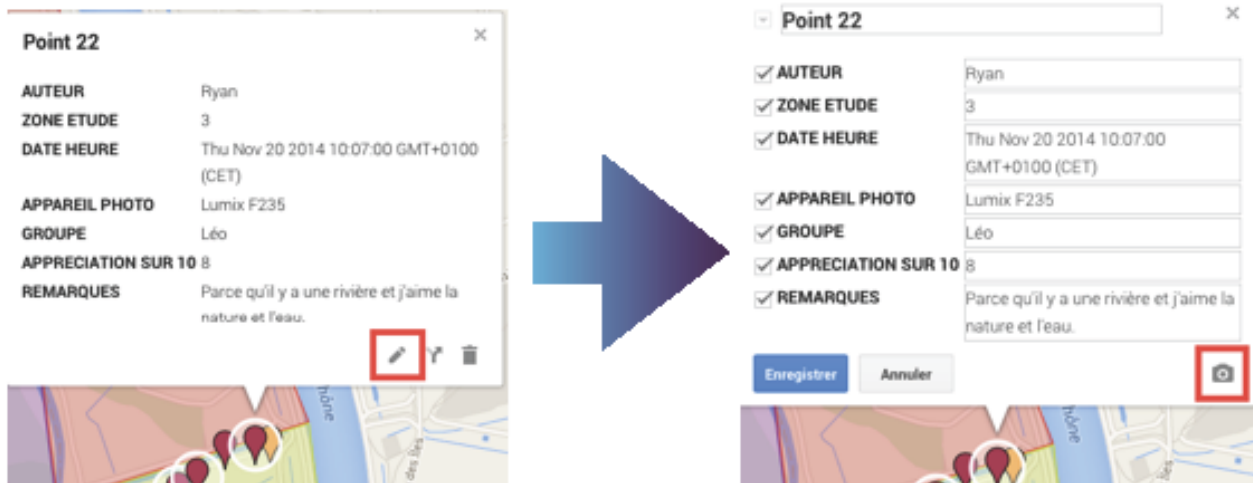 Point 22
AUTEUR Ryan
ZONE ETUDE 3
DATE HEURE Thu Nov 20 2014 10:07:00 GMT+0100
(CET)
APPAREIL PHOTO Lumix F235
GROUPE Léo
APPRECIATION SUR 10 8
REMARQUES Parce qu'il y a une rivière et j'aime la
nature et l'eau.
hône
des Îles
Point 22
AUTEUR Ryan
ZONE ETUDE 3
DATE HEURE Thu Nov 20 2014 10:07:00
GMT+0100 (CET)
APPAREIL PHOTO Lumix F235
GROUPE Léo
APPRECIATION SUR 10 8
REMARQUES Parce qu'il y a une rivière et j'aime la
nature et l'eau.
Enregistrer Annuler
hône